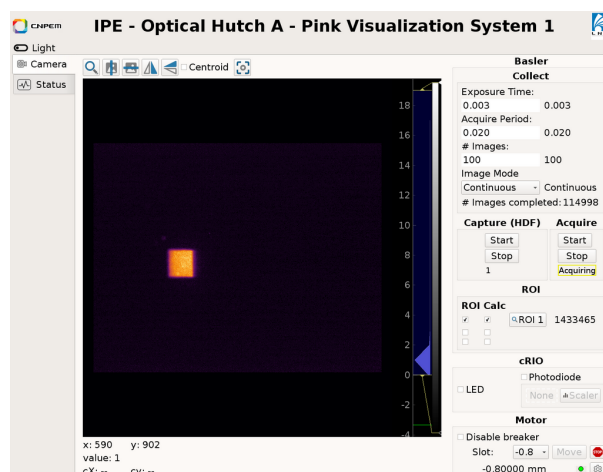 CNPEM
IPE - Optical Hutch A - Pink Visualization System 1
Light
Camera
Status
Centroid
18
16
14
12
10
8
6
4
2
0
-2
-4
x: 590 y: 902
value: 1
Basler
Collect
Exposure Time:
0.003 0.003
Acquire Period:
0.020 0.020
# Images:
100 100
Image Mode
Continuous Continuous
# Images completed: 114998
Capture (HDF) Acquire
Start Start
Stop Stop
1 Acquiring
ROI
ROI Calc
ROI 1 1433465
cRIO
Photodiode
LED None Scaler
Motor
Disable breaker
Slot: -0.8 Move STOP
-0.80000 mm